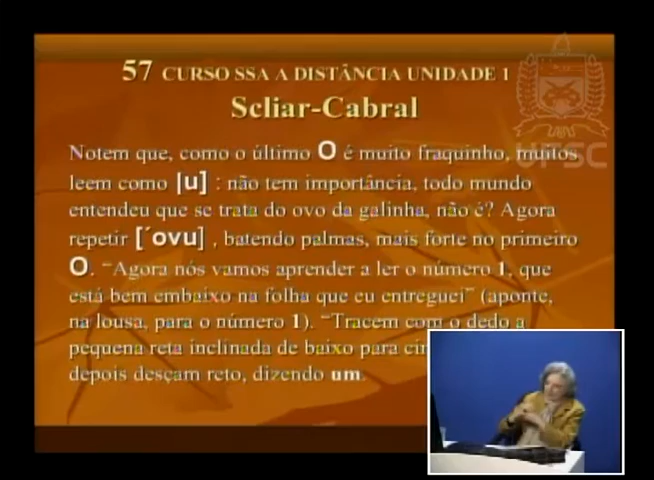 57 CURSO SSA A DISTÂNCIA UNIDADE 1
Scliar-Cabral
UFSC
Notem que, como o último O é muito fraquinho, muitos
leem como [u] : não tem importância, todo mundo
entendeu que se trata do ovo da galinha, não é? Agora
repetir [´ovu] , batendo palmas, mais forte no primeiro
O. “Agora nós vamos aprender a ler o número 1, que
está bem embaixo na folha que eu entreguei” (aponte,
na lousa, para o número 1). “Tracem com o dedo a
pequena reta inclinada de baixo para
depois desçam reto, dizendo um.